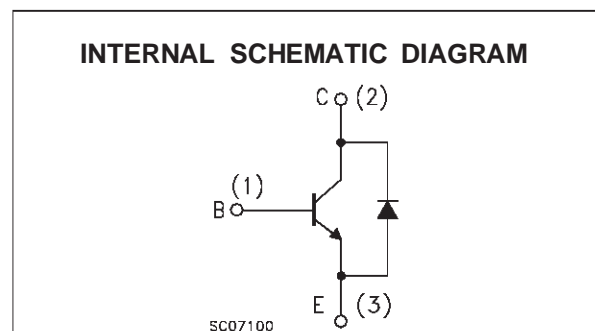 INTERNAL SCHEMATIC DIAGRAM
C (2)
(1)
B
E (3)
SC07100